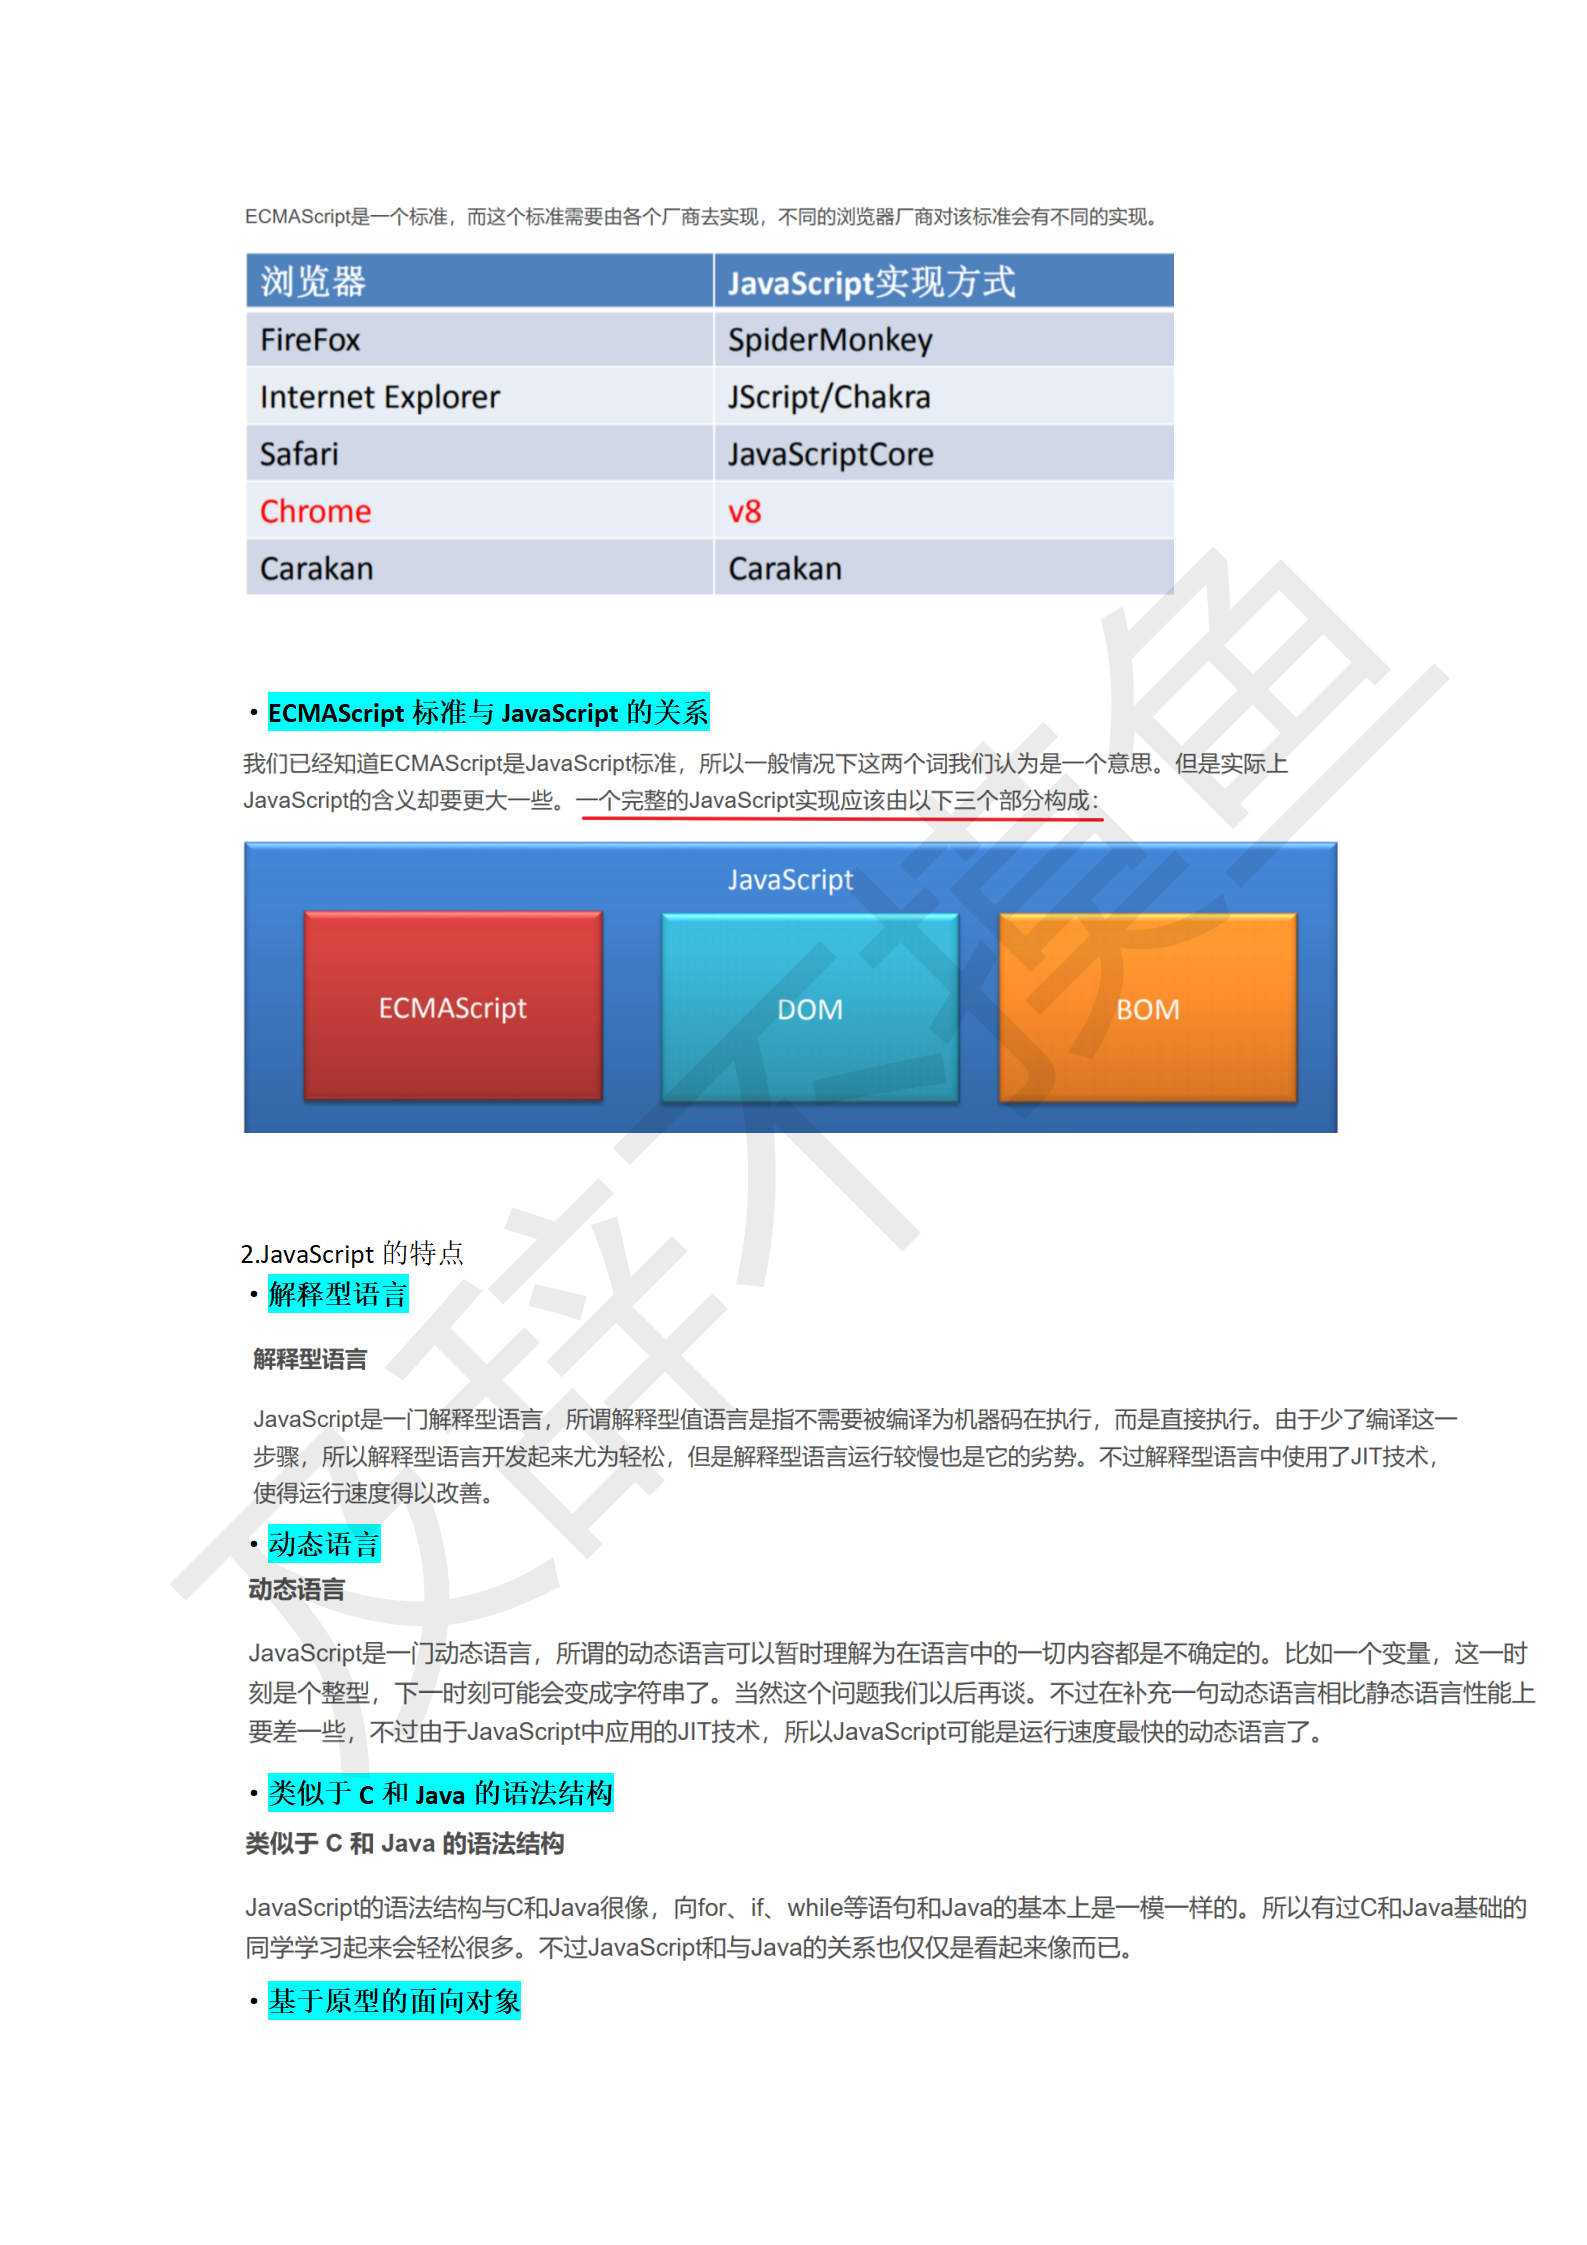 ECMAScript是一个标准，而这个标准需要由各个厂商去实现，不同的浏览器厂商对该标准会有不同的实现。
浏览器 JavaScript实现方式
FireFox SpiderMonkey
Internet Explorer JScript/Chakra
Safari JavaScriptCore
Chrome v8
Carakan Carakan
·ECMAScript 标准与 JavaScript 的关系
我们已经知道ECMAScript是JavaScript标准，所以一般情况下这两个词我们认为是一个意思。但是实际上
JavaScript的含义却要更大一些。一个完整的JavaScript实现应该由以下三个部分构成：
JavaScript
ECMAScript DOM BOM
2.JavaScript 的特点
·解释型语言
解释型语言
JavaScript是一门解释型语言，所谓解释型值语言是指不需要被编译为机器码在执行，而是直接执行。由于少了编译这一
步骤，所以解释型语言开发起来尤为轻松，但是解释型语言运行较慢也是它的劣势。不过解释型语言中使用了JIT技术，
使得运行速度得以改善。
·动态语言
动态语言
JavaScript是一门动态语言，所谓的动态语言可以暂时理解为在语言中的一切内容都是不确定的。比如一个变量，这一时
刻是个整型，下一时刻可能会变成字符串了。当然这个问题我们以后再谈。不过在补充一句动态语言相比静态语言性能上
要差一些，不过由于JavaScript中应用的JIT技术，所以JavaScript可能是运行速度最快的动态语言了。
·类似于 C 和 Java 的语法结构
类似于 C 和 Java 的语法结构
JavaScript的语法结构与C和Java很像，向for、if、while等语句和Java的基本上是一模一样的。所以有过C和Java基础的
同学学习起来会轻松很多。不过JavaScript和与Java的关系也仅仅是看起来像而已。
·基于原型的面向对象
及辞不摸鱼